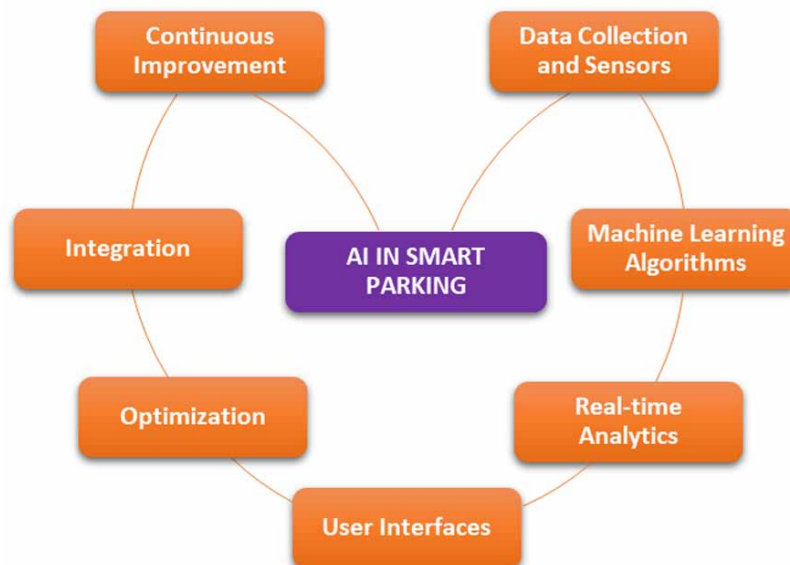 Continuous
Improvement
Data Collection
and Sensors
Integration
AI IN SMART
PARKING
Machine Learning
Algorithms
Optimization
Real-time
Analytics
User Interfaces